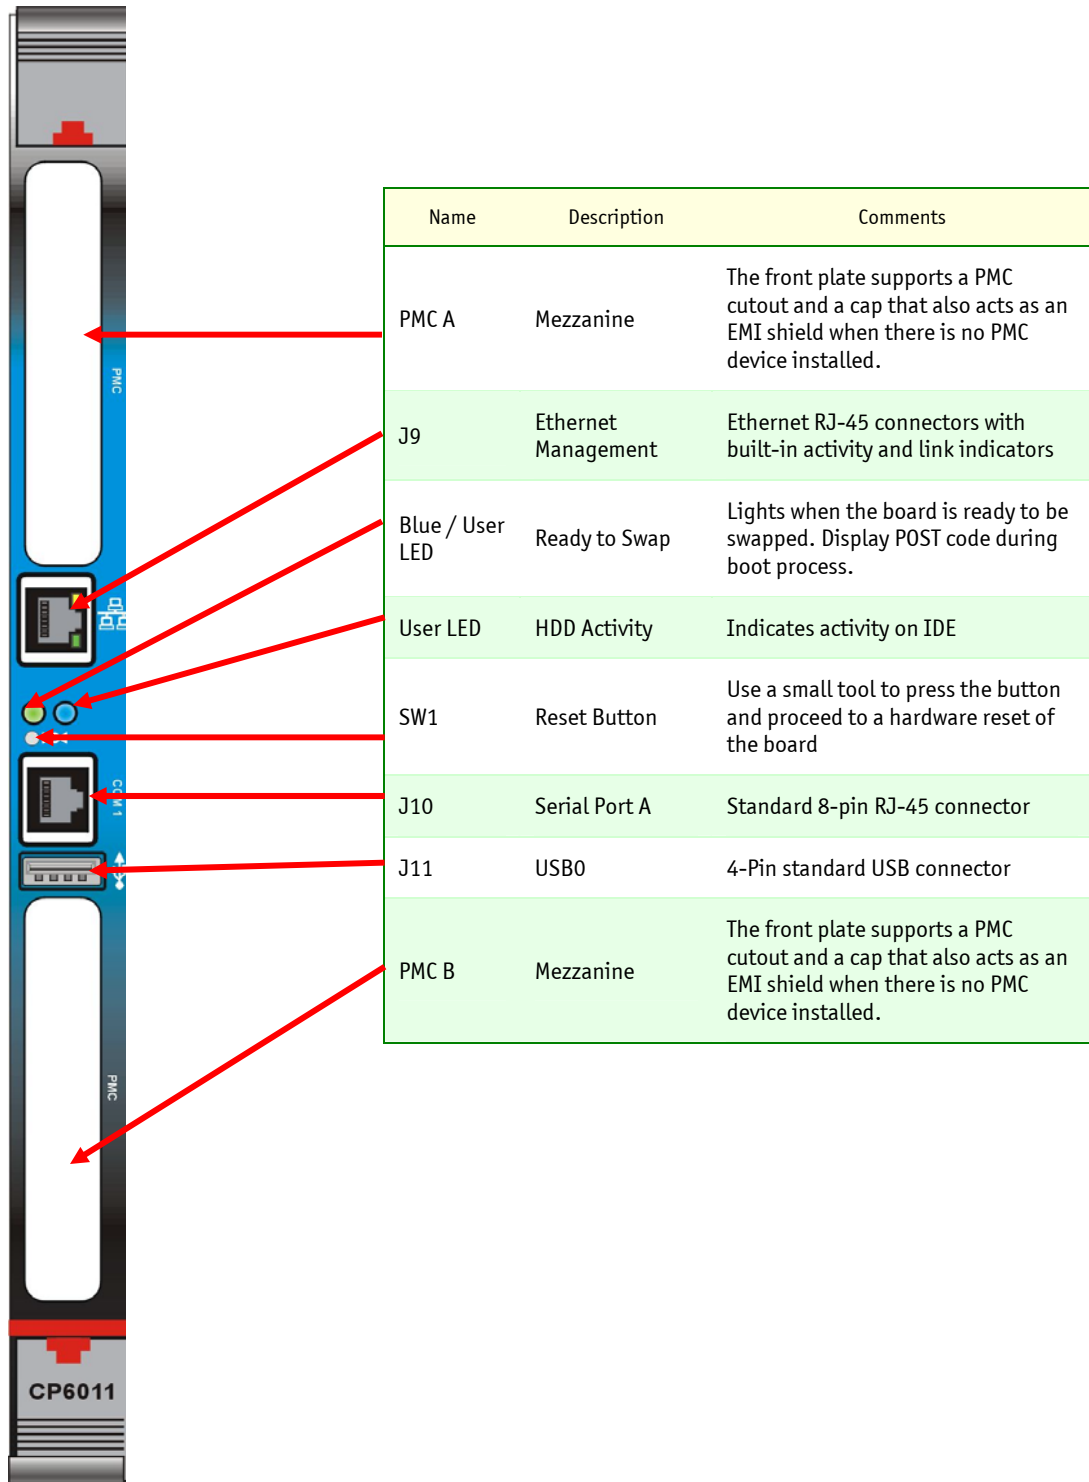 Name Description Comments
PMC A Mezzanine The front plate supports a PMC
cutout and a cap that also acts as an
EMI shield when there is no PMC
device installed.
PMC
J9 Ethernet Management Ethernet RJ-45 connectors with
built-in activity and link indicators
Blue / User LED Ready to Swap Lights when the board is ready to be
swapped. Display POST code during
boot process.
User LED HDD Activity Indicates activity on IDE
SW1 Reset Button Use a small tool to press the button
and proceed to a hardware reset of
the board
COM 1
J10 Serial Port A Standard 8-pin RJ-45 connector
J11 USB0 4-Pin standard USB connector
PMC B Mezzanine The front plate supports a PMC
cutout and a cap that also acts as an
EMI shield when there is no PMC
device installed.
PMC
CP6011